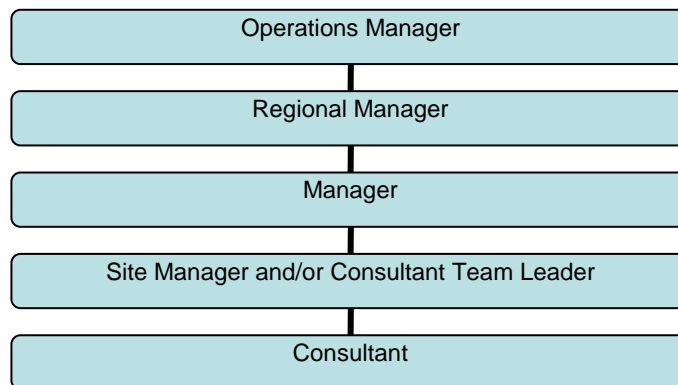 Operations Manager
Regional Manager
Manager
Site Manager and/or Consultant Team Leader
Consultant